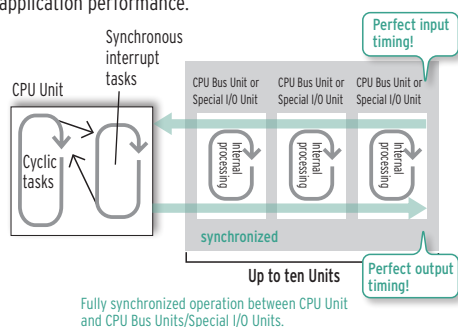 application performance.
Perfect input
timing!
Synchronous
interrupt
tasks
CPU Unit
CPU Bus Unit or
Special I/O Unit
CPU Bus Unit or
Special I/O Unit
CPU Bus Unit or
Special I/O Unit
Cyclic
tasks
Internal
processing
Internal
processing
Internal
processing
synchronized
Up to ten Units
Perfect output
timing!
Fully synchronized operation between CPU Unit
and CPU Bus Units/Special I/O Units.